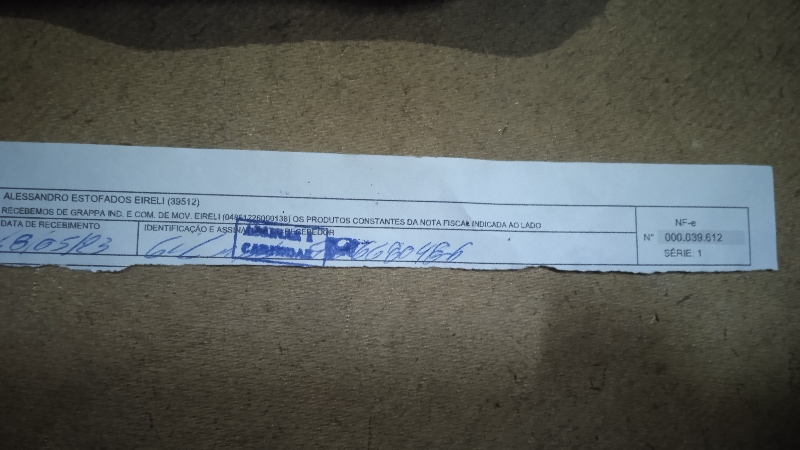 ALESSANDRO ESTOFADOS EIRELI (39512)
RECEBEMOS DE GRAPPA IND. E COM. DE MOV. EIRELI (04851226000138) OS PRODUTOS CONSTANTES DA NOTA FISCAL INDICADA AO LADO
DATA DE RECEBIMENTO
IDENTIFICAÇÃO E ASSINATURA DO RECEBEDOR
NF-e
N° 000.039.612
SÉRIE: 1